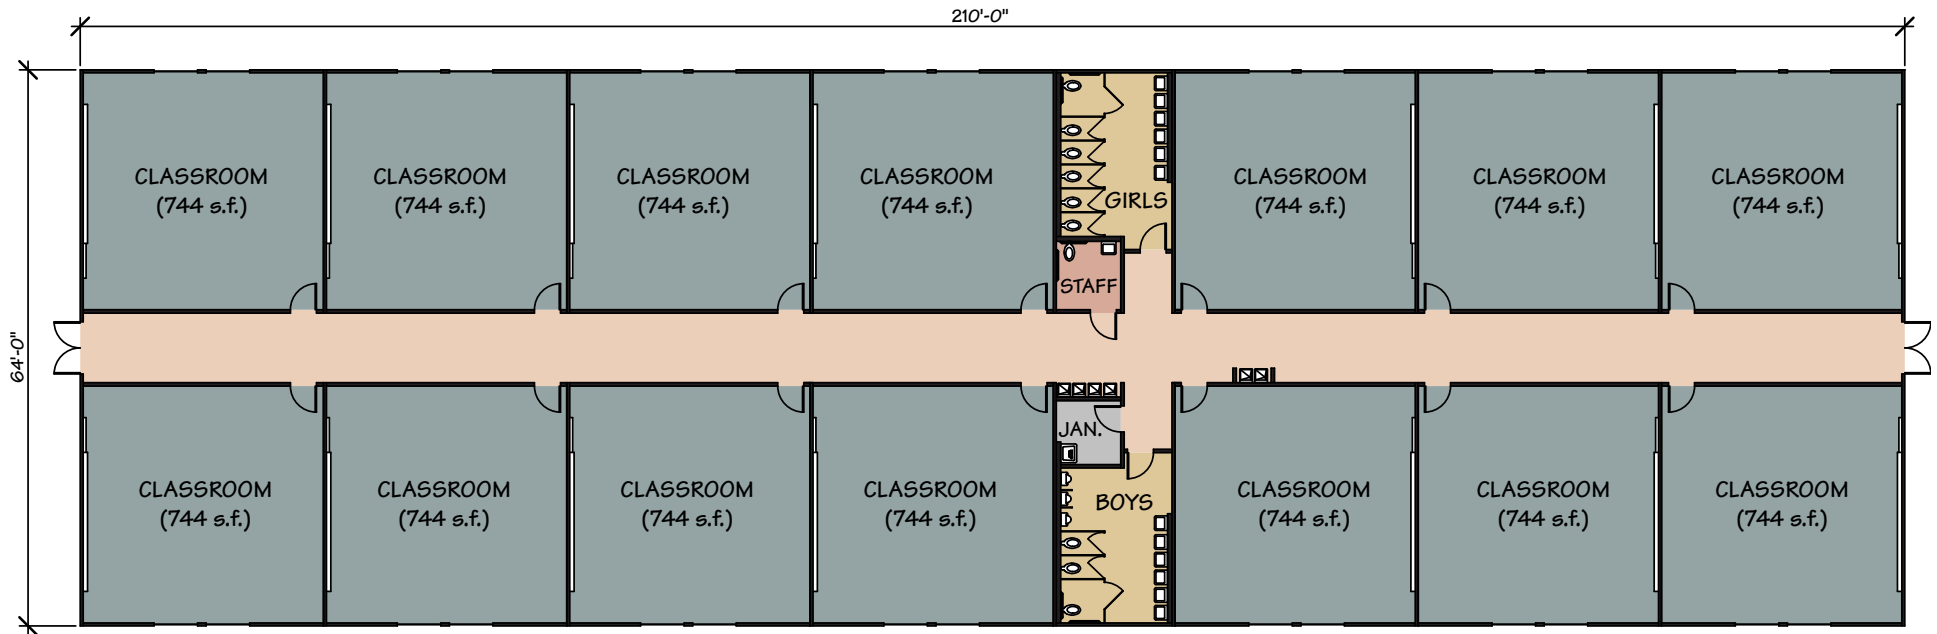 210'-0"
64'-0"
CLASSROOM
(744 s.f.)
CLASSROOM
(744 s.f.)
CLASSROOM
(744 s.f.)
CLASSROOM
(744 s.f.)
GIRLS
STAFF
CLASSROOM
(744 s.f.)
CLASSROOM
(744 s.f.)
CLASSROOM
(744 s.f.)
CLASSROOM
(744 s.f.)
CLASSROOM
(744 s.f.)
CLASSROOM
(744 s.f.)
CLASSROOM
(744 s.f.)
JAN.
BOYS
CLASSROOM
(744 s.f.)
CLASSROOM
(744 s.f.)
CLASSROOM
(744 s.f.)